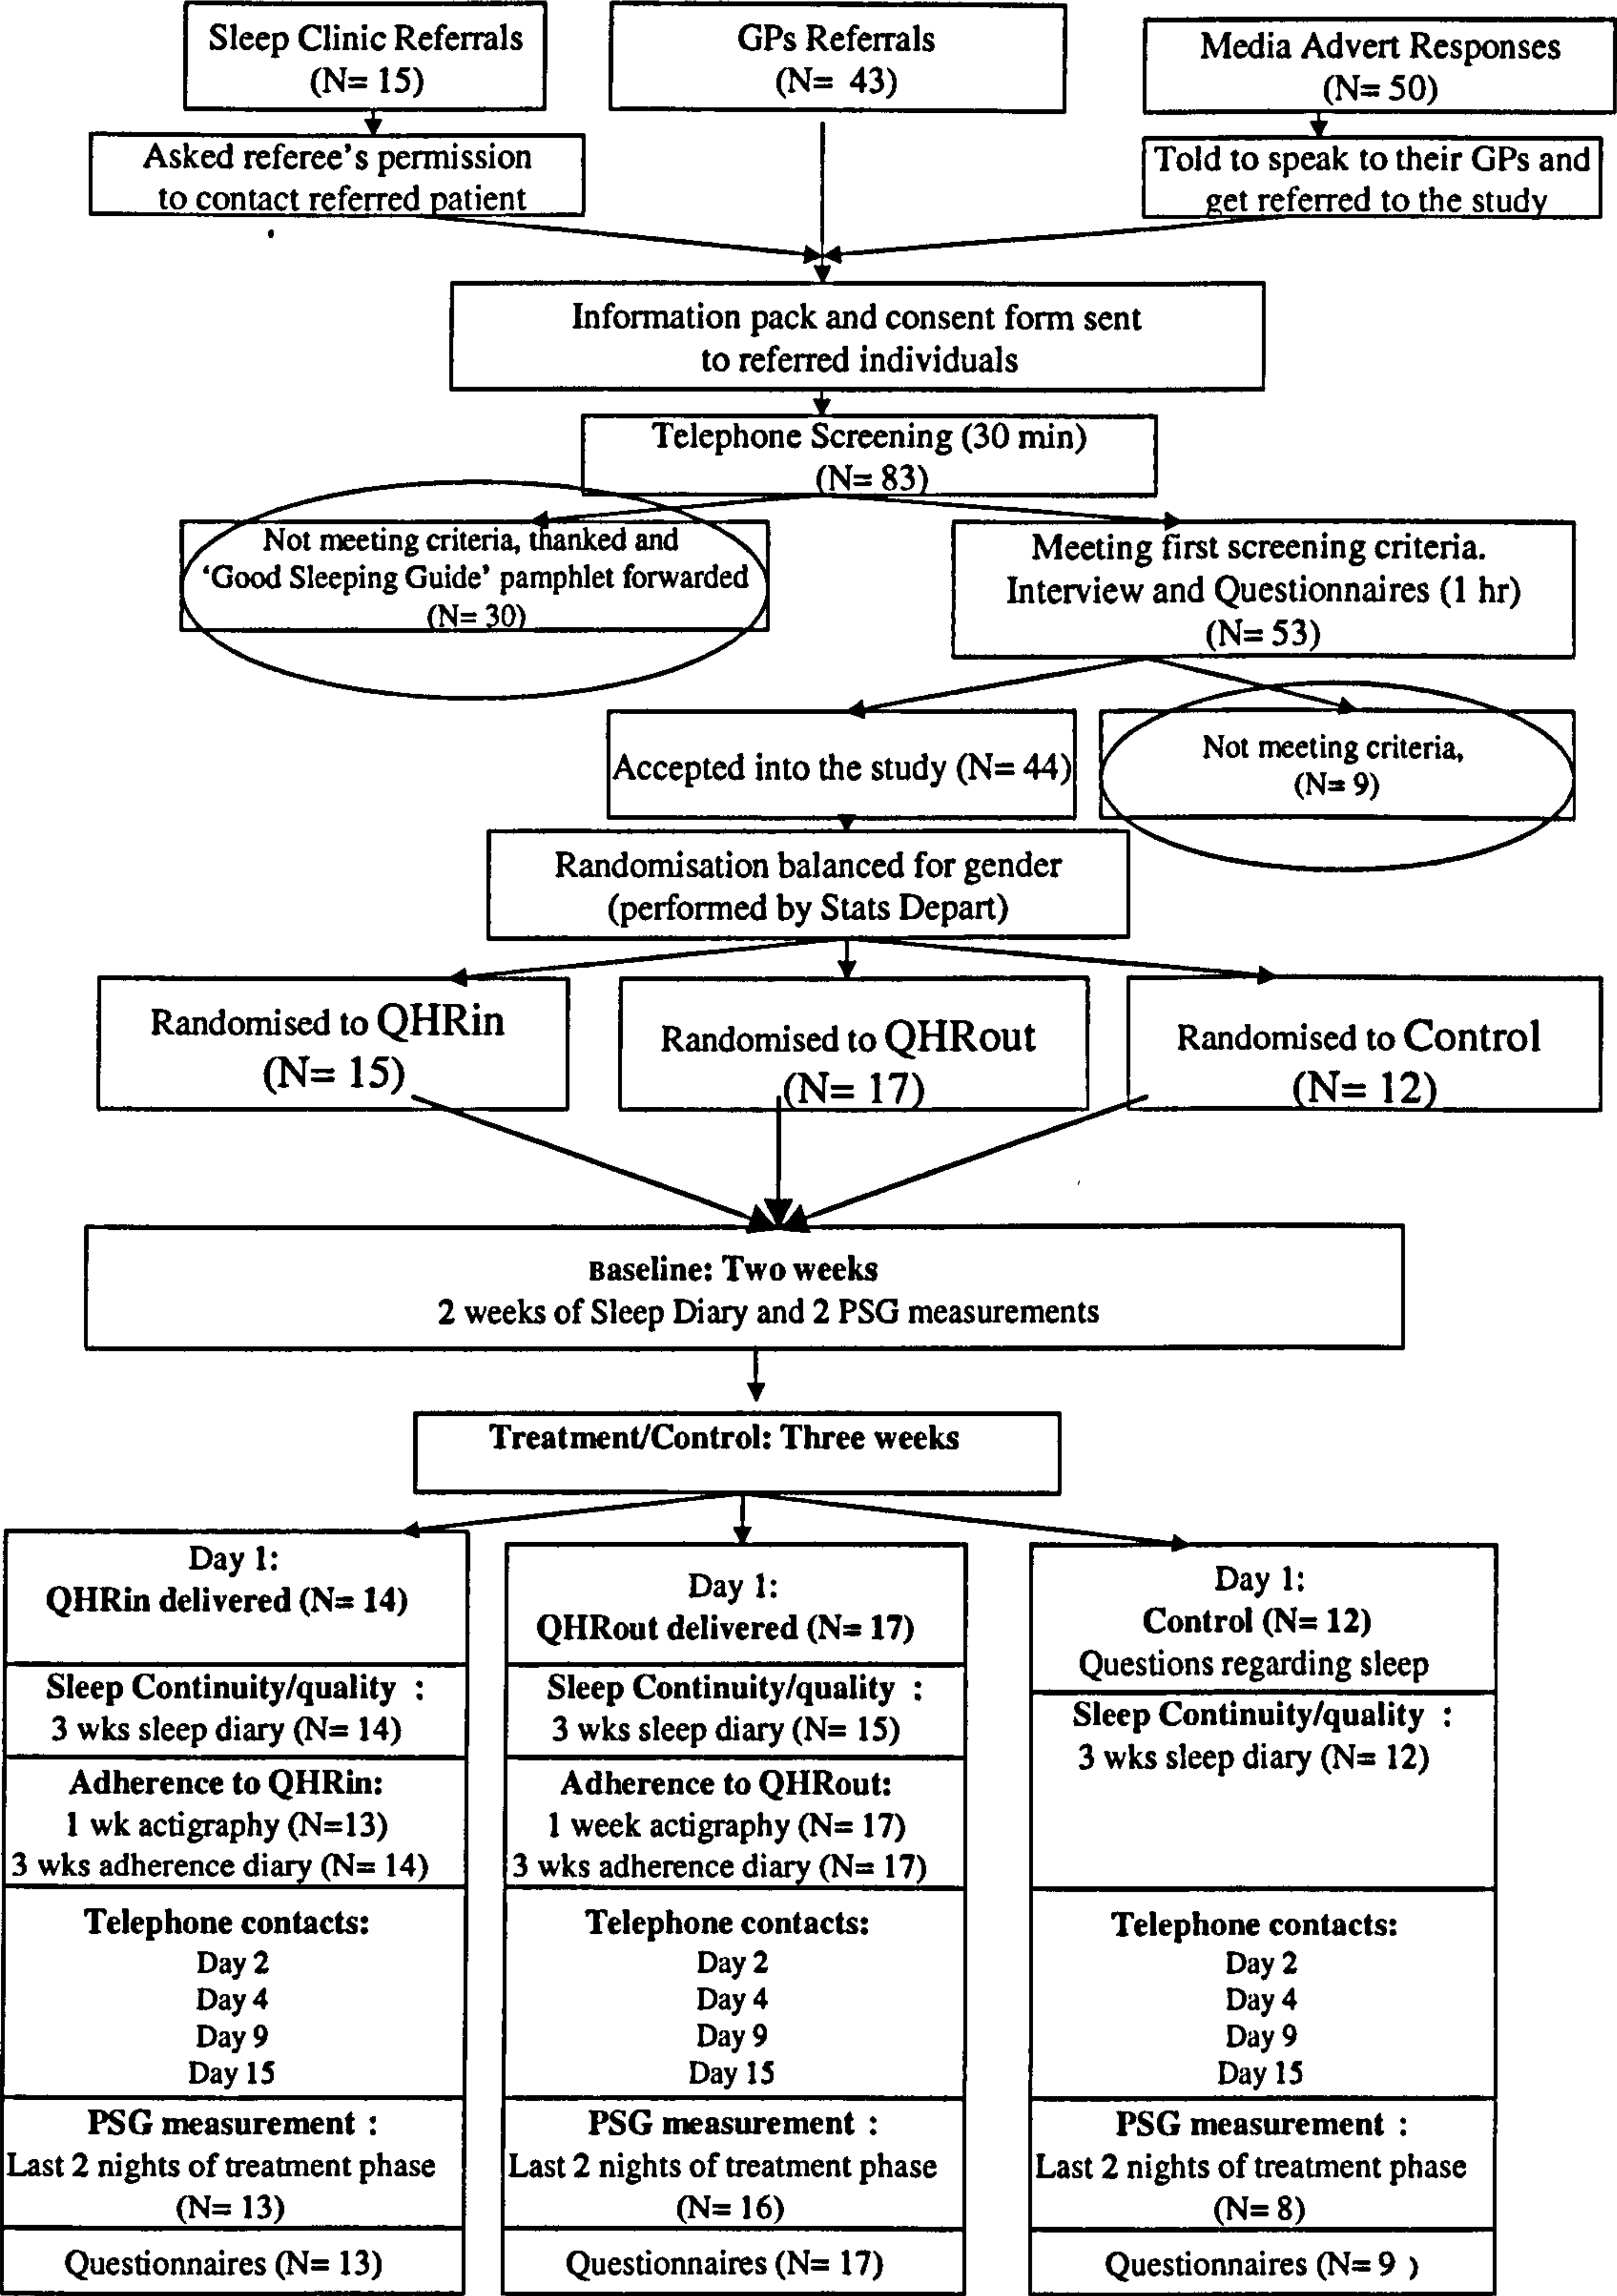 Sleep Clinic Referrals
(N= 15)
GPs Referrals
(N= 43)
Media Advert Responses
(N= 50)
Asked referee's permission
to contact referred patient
Told to speak to their GPs and
get referred to the study
Information pack and consent form sent
to referred individuals
Telephone Screening (30 min)
(N= 83)
Not meeting criteria, thanked and
'Good Sleeping Guide' pamphlet forwarded
(N= 30)
Meeting first screening criteria.
Interview and Questionnaires (1 hr)
(N= 53)
Accepted into the study (N= 44)
Not meeting criteria,
(N= 9)
Randomisation balanced for gender
(performed by Stats Depart)
Randomised to QHRin
(N= 15)
Randomised to QHRout
(N= 17)
Randomised to Control
(N= 12)
Baseline: Two weeks
2 weeks of Sleep Diary and 2 PSG measurements
Treatment/Control: Three weeks
Day 1:
QHRin delivered (N= 14)
Sleep Continuity/quality :
3 wks sleep diary (N= 14)
Adherence to QHRin:
1 wk actigraphy (N=13)
3 wks adherence diary (N= 14)
Telephone contacts:
Day 2
Day 4
Day 9
Day 15
PSG measurement :
Last 2 nights of treatment phase
(N= 13)
Questionnaires (N= 13)
Day 1:
QHRout delivered (N= 17)
Sleep Continuity/quality :
3 wks sleep diary (N= 15)
Adherence to QHRout:
1 week actigraphy (N= 17)
3 wks adherence diary (N= 17)
Telephone contacts:
Day 2
Day 4
Day 9
Day 15
PSG measurement :
Last 2 nights of treatment phase
(N= 16)
Questionnaires (N= 17)
Day 1:
Control (N= 12)
Questions regarding sleep
Sleep Continuity/quality :
3 wks sleep diary (N= 12)
Telephone contacts:
Day 2
Day 4
Day 9
Day 15
PSG measurement :
Last 2 nights of treatment phase
(N= 8)
Questionnaires (N= 9 )